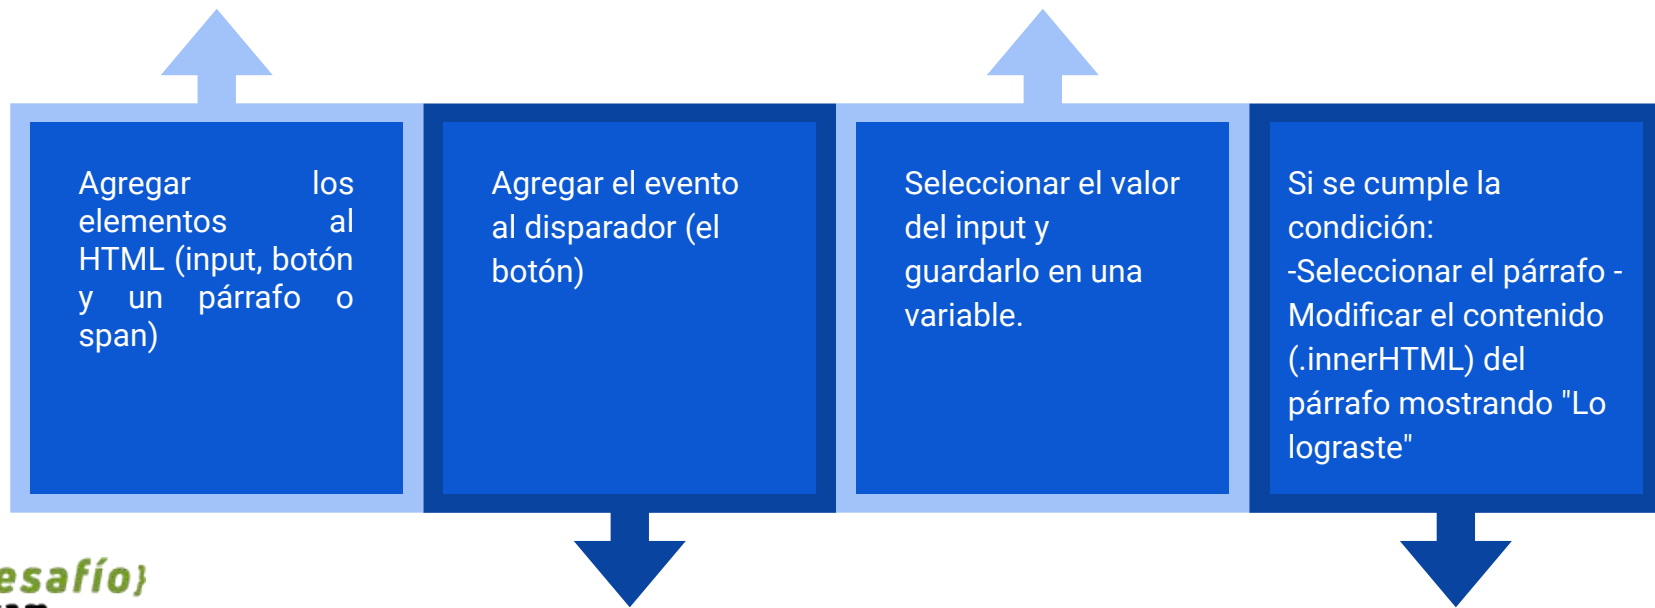 Agregar los
elementos al
HTML (input, botón
y un párrafo o
span)
Agregar el evento
al disparador (el
botón)
Seleccionar el valor
del input y
guardarlo en una
variable.
Si se cumple la
condición:
-Seleccionar el párrafo -
Modificar el contenido
(.innerHTML) del
párrafo mostrando "Lo
lograste"
esafío}